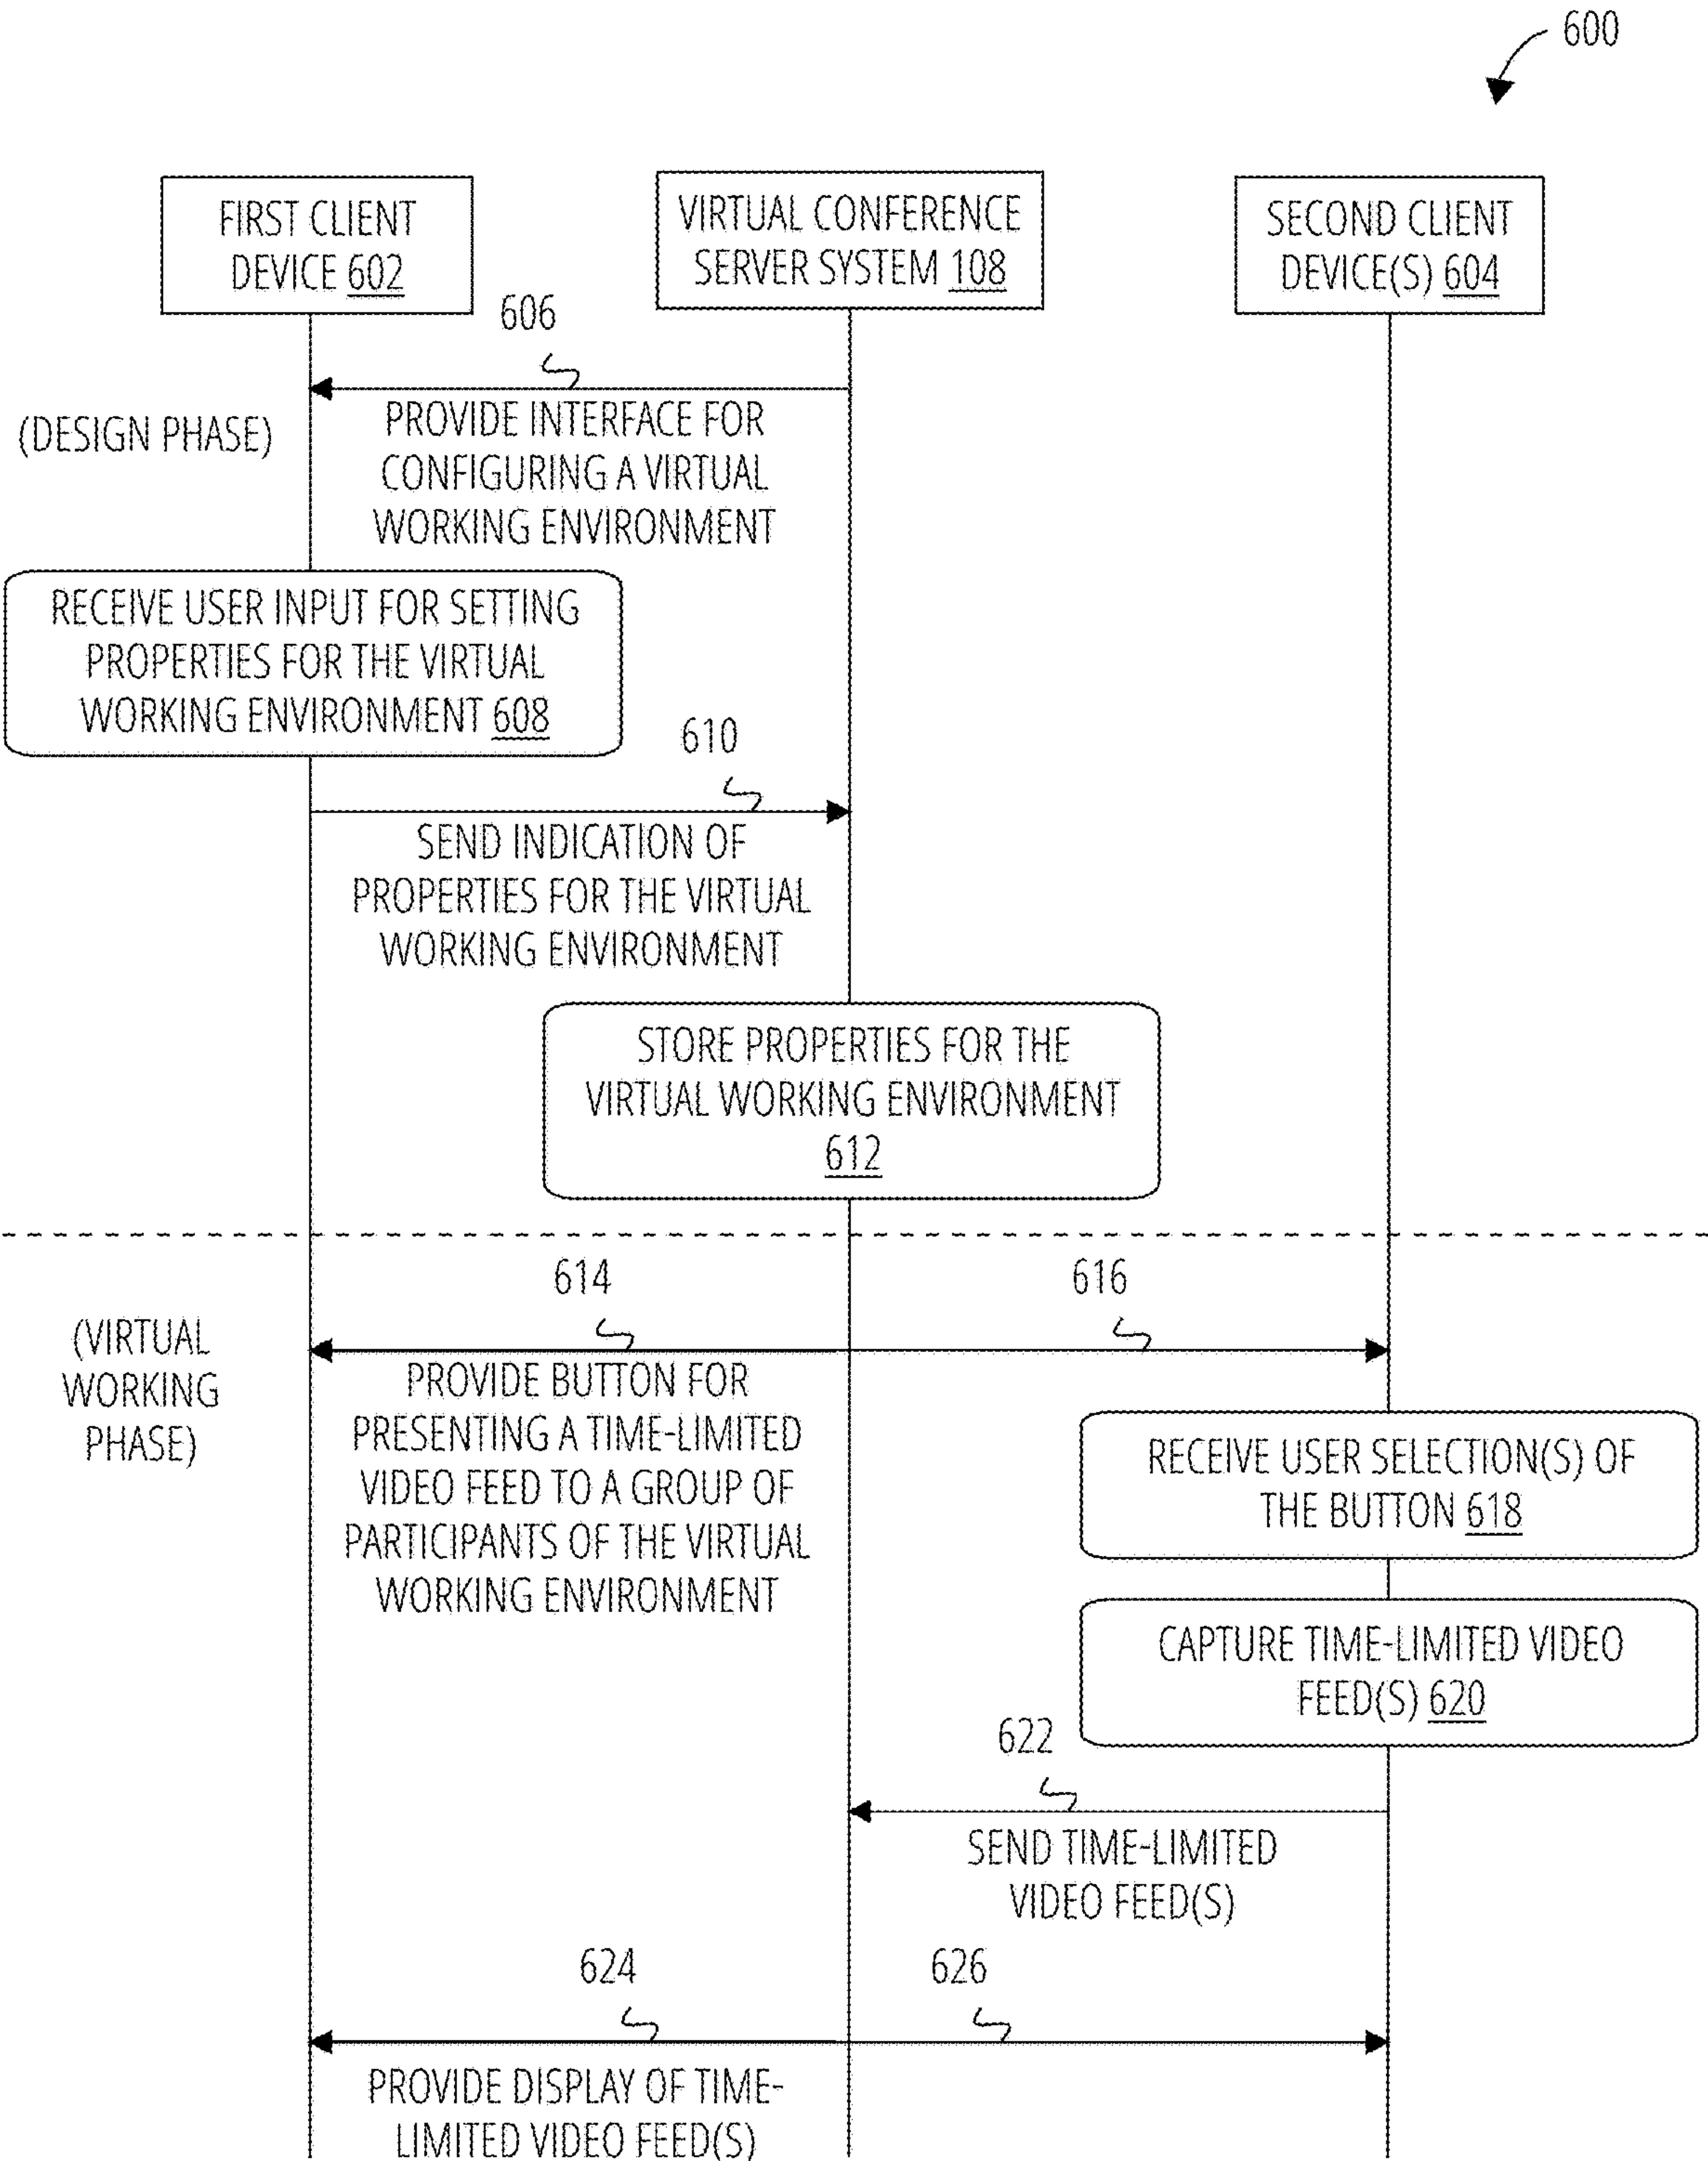 600
FIRST CLIENT
DEVICE 602
VIRTUAL CONFERENCE
SERVER SYSTEM 108
SECOND CLIENT
DEVICE(S) 604
606
(DESIGN PHASE)
PROVIDE INTERFACE FOR
CONFIGURING A VIRTUAL
WORKING ENVIRONMENT
RECEIVE USER INPUT FOR SETTING
PROPERTIES FOR THE VIRTUAL
WORKING ENVIRONMENT 608
610
SEND INDICATION OF
PROPERTIES FOR THE VIRTUAL
WORKING ENVIRONMENT
STORE PROPERTIES FOR THE
VIRTUAL WORKING ENVIRONMENT
612
614
616
(VIRTUAL
WORKING
PHASE)
PROVIDE BUTTON FOR
PRESENTING A TIME-LIMITED
VIDEO FEED TO A GROUP OF
PARTICIPANTS OF THE VIRTUAL
WORKING ENVIRONMENT
RECEIVE USER SELECTION(S) OF
THE BUTTON 618
CAPTURE TIME-LIMITED VIDEO
FEED(S) 620
622
SEND TIME-LIMITED
VIDEO FEED(S)
624
626
PROVIDE DISPLAY OF TIME-
LIMITED VIDEO FEED(S)